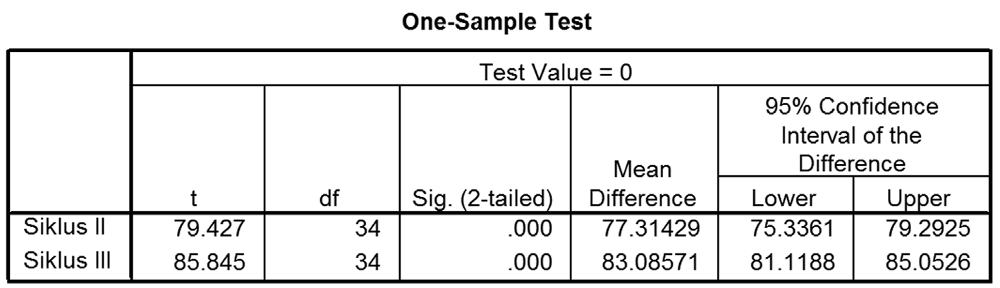 One-Sample Test
Test Value = 0
95% Confidence
Interval of the
Difference
Mean
t df Sig. (2-tailed) Difference Lower Upper
Siklus II 79.427 34 .000 77.31429 75.3361 79.2925
Siklus III 85.845 34 .000 83.08571 81.1188 85.0526